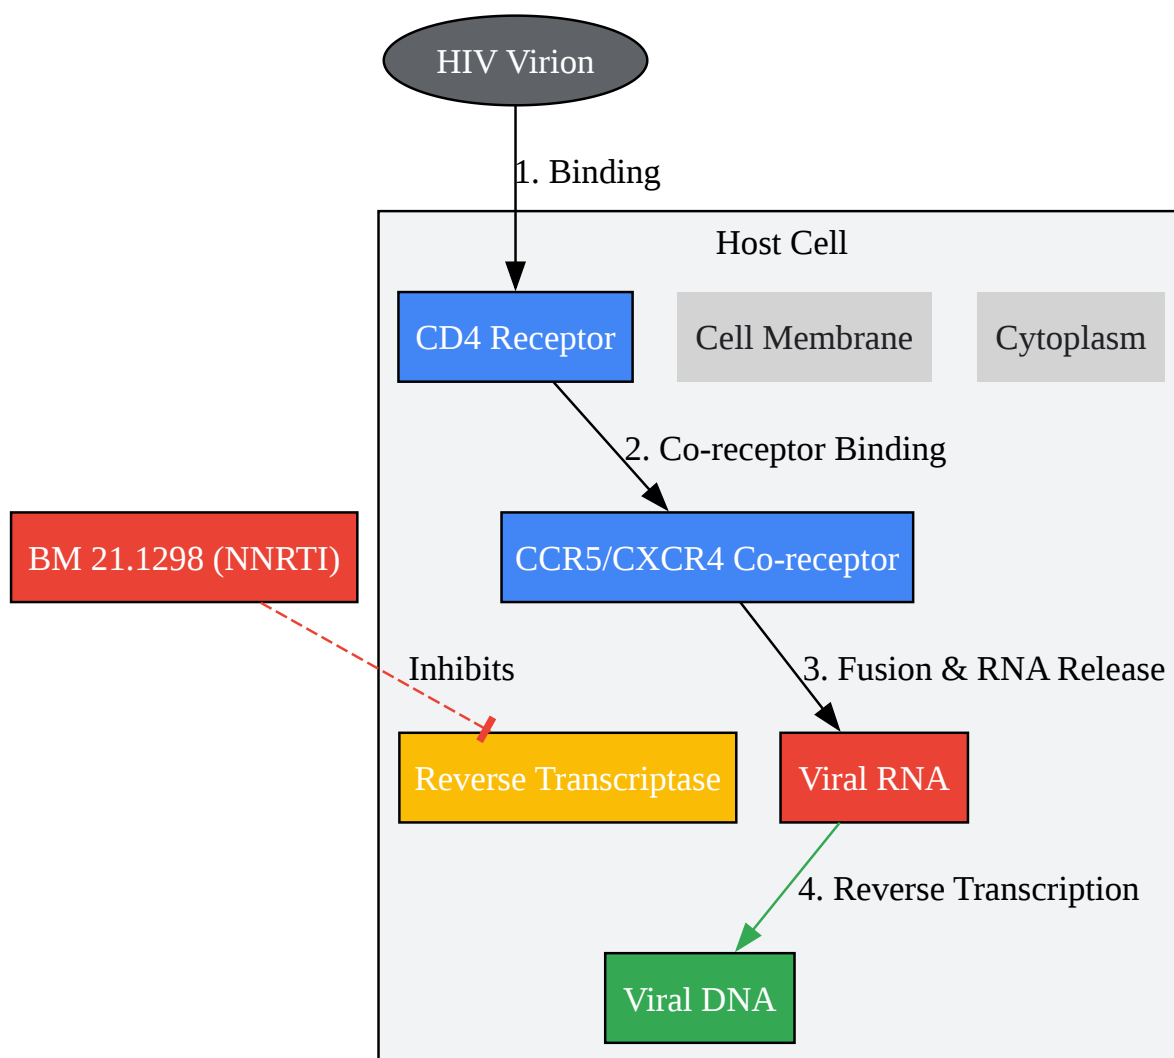 HIV Virion
1. Binding
Host Cell
CD4 Receptor
Cell Membrane
Cytoplasm
2. Co-receptor Binding
BM 21.1298 (NNRTI)
CCR5/CXCR4 Co-receptor
Inhibits
3. Fusion & RNA Release
Reverse Transcriptase
Viral RNA
4. Reverse Transcription
Viral DNA